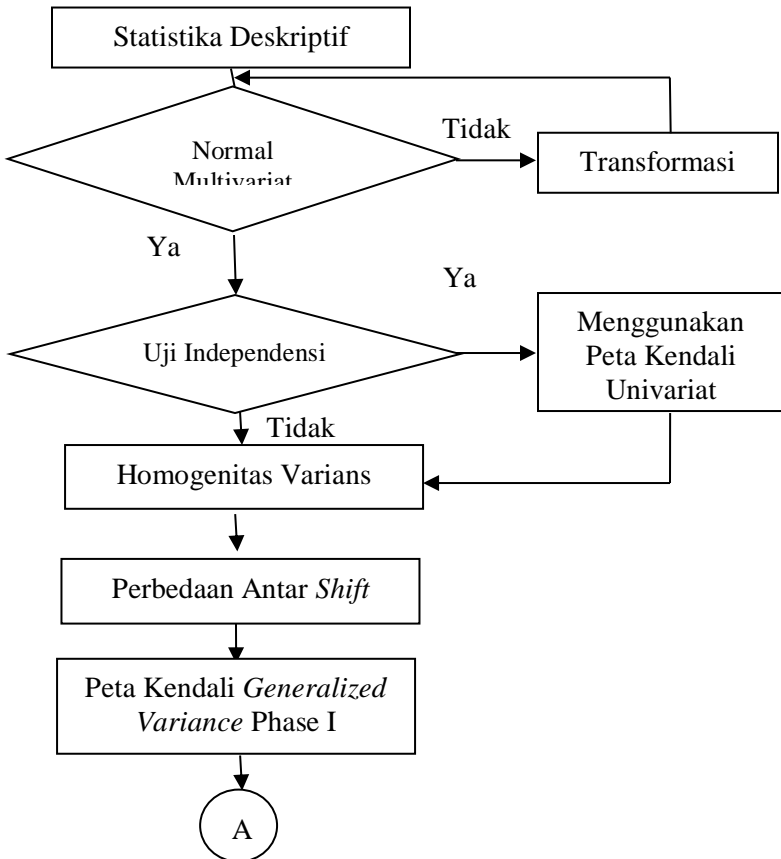 Statistika Deskriptif
Tidak
Normal
Multivariat
Transformasi
Ya
Ya
Uji Independensi
Menggunakan
Peta Kendali
Univariat
Tidak
Homogenitas Varians
Perbedaan Antar Shift
Peta Kendali Generalized
Variance Phase I
A